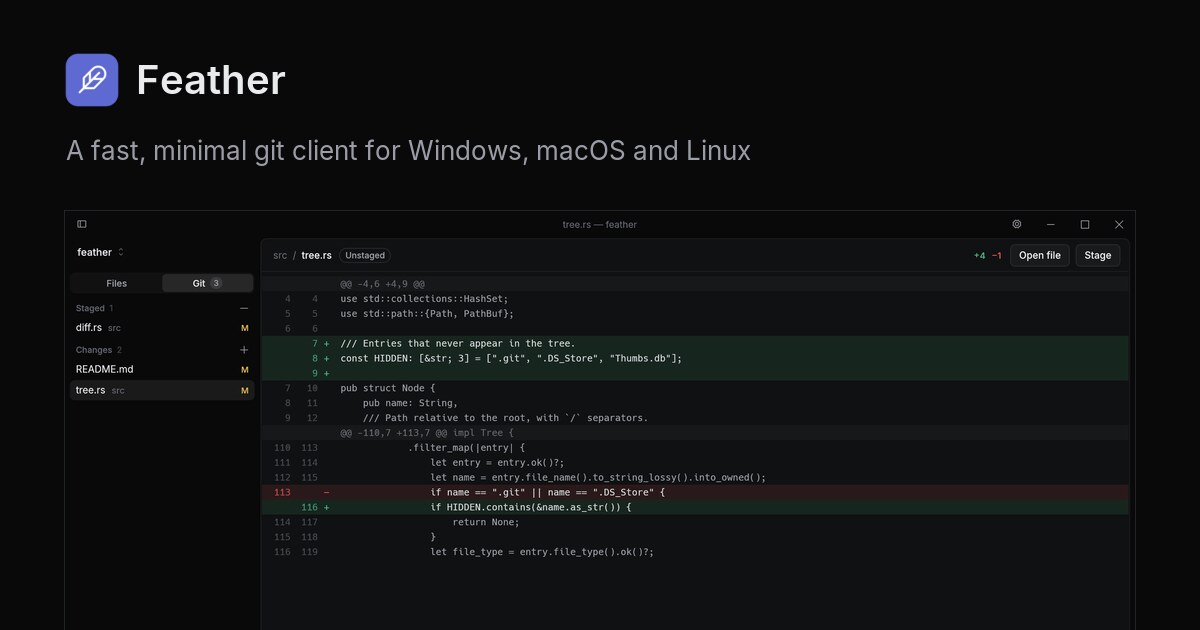 Feather
A fast, minimal git client for Windows, macOS and Linux
tree.rs — feather
feather
src / tree.rs Unstaged +4 −1 Open file Stage
Files Git 3
Staged 1 −
diff.rs src M
Changes 2 +
README.md M
tree.rs src M
@@ -4,6 +4,9 @@
4 4 use std::collections::HashSet;
5 5 use std::path::{Path, PathBuf};
6 6
7 + /// Entries that never appear in the tree.
8 + const HIDDEN: [&str; 3] = [".git", ".DS_Store", "Thumbs.db"];
9 +
7 10 pub struct Node {
8 11     pub name: String,
9 12     /// Path relative to the root, with `/` separators.
@@ -110,7 +113,7 @@ impl Tree {
110 113             .filter_map(|entry| {
111 114                 let entry = entry.ok()?;
112 115                 let name = entry.file_name().to_string_lossy().into_owned();
113 −                 if name == ".git" || name == ".DS_Store" {
116 +                 if HIDDEN.contains(&name.as_str()) {
114 117                     return None;
115 118                 }
116 119                 let file_type = entry.file_type().ok()?;